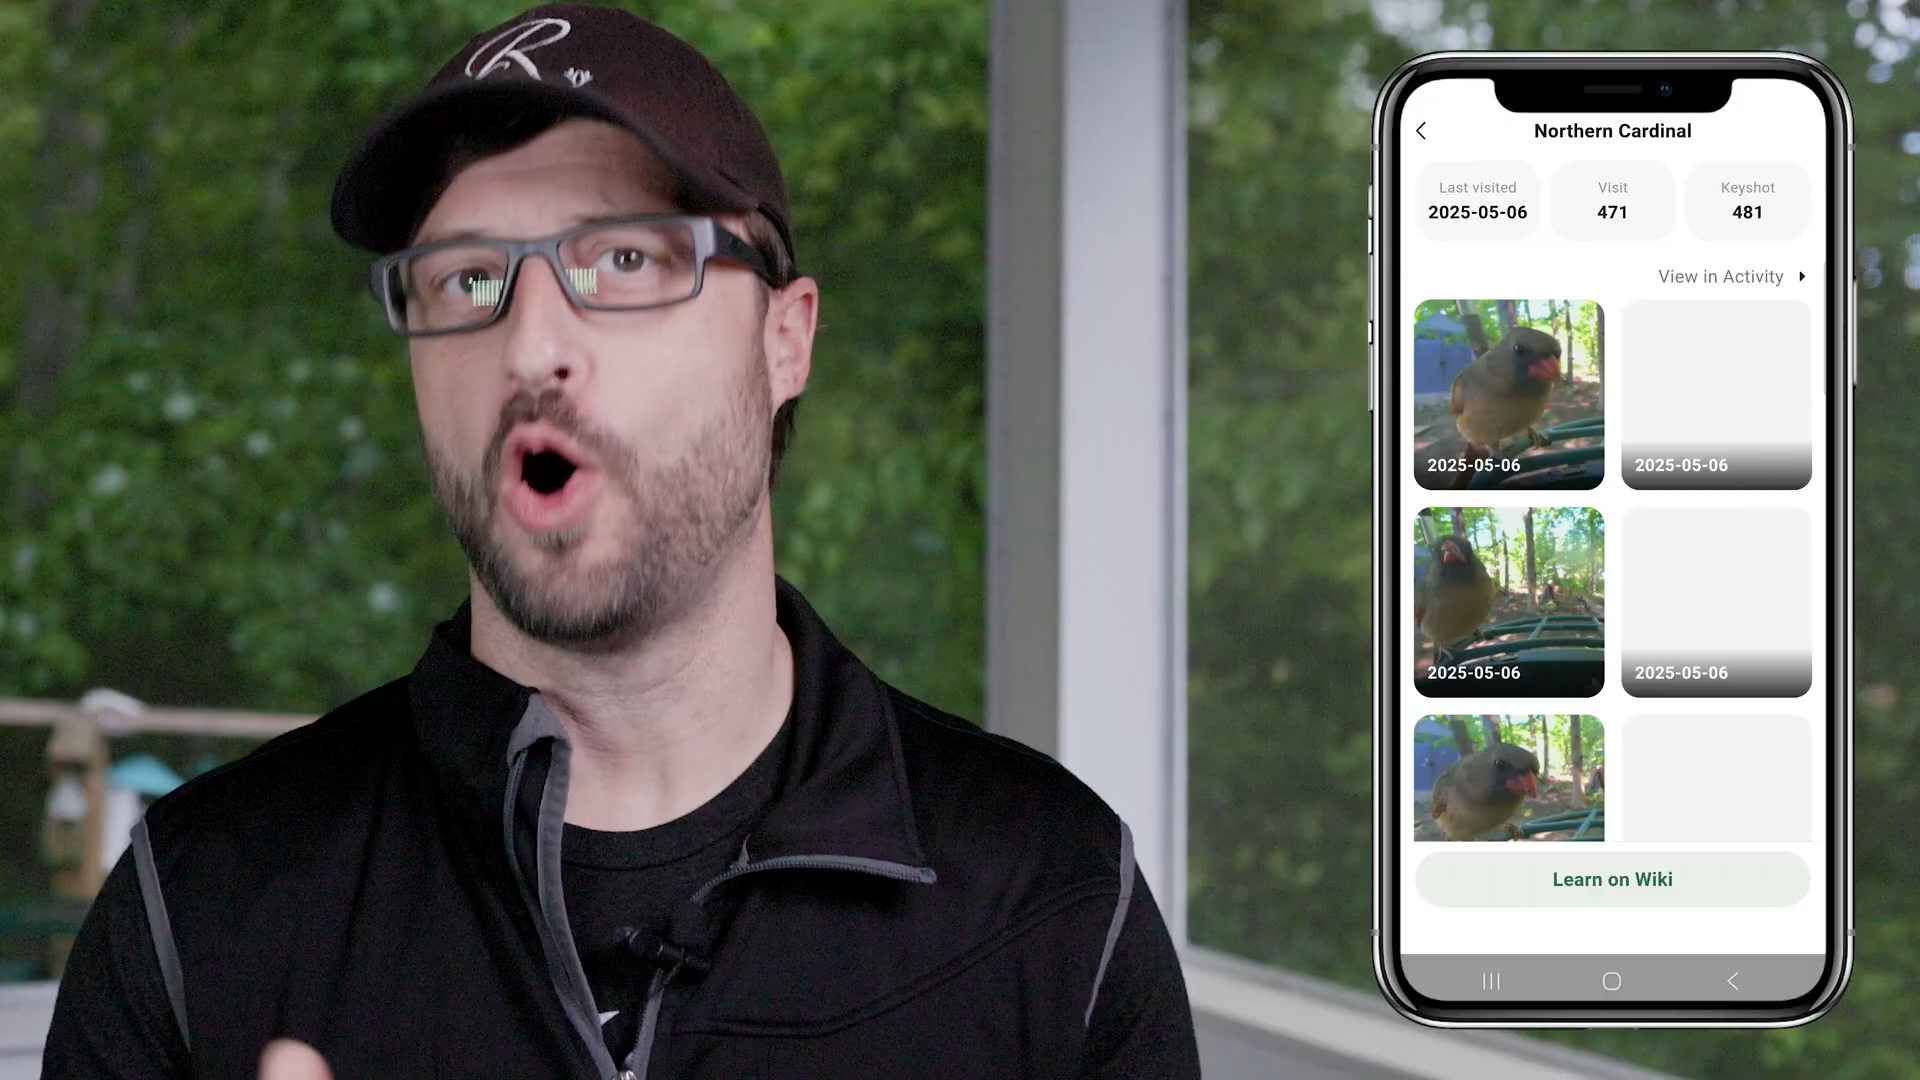 R
Northern Cardinal
Last visited
2025-05-06
Visit
471
Keyshot
481
View in Activity
2025-05-06
2025-05-06
2025-05-06
2025-05-06
Learn on Wiki